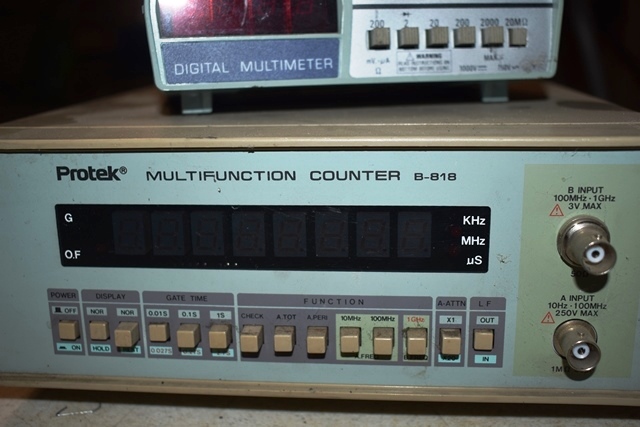 200 2 20 200 2000 20MΩ
DIGITAL MULTIMETER
WARNING
MAX
Ω
Protek® MULTIFUNCTION COUNTER B-818
G
O.F
KHz
MHz
µS
B INPUT
100MHz·1GHz
3V.MAX
A INPUT
10Hz·100MHz
250V MAX
POWER DISPLAY GATE TIME FUNCTION A-ATTN L F
OFF NOR NOR 0.01S 0.1S 1S CHECK A.TOT A.PERI 10MHz 100MHz 1GHz X1 OUT
ON HOLD IN